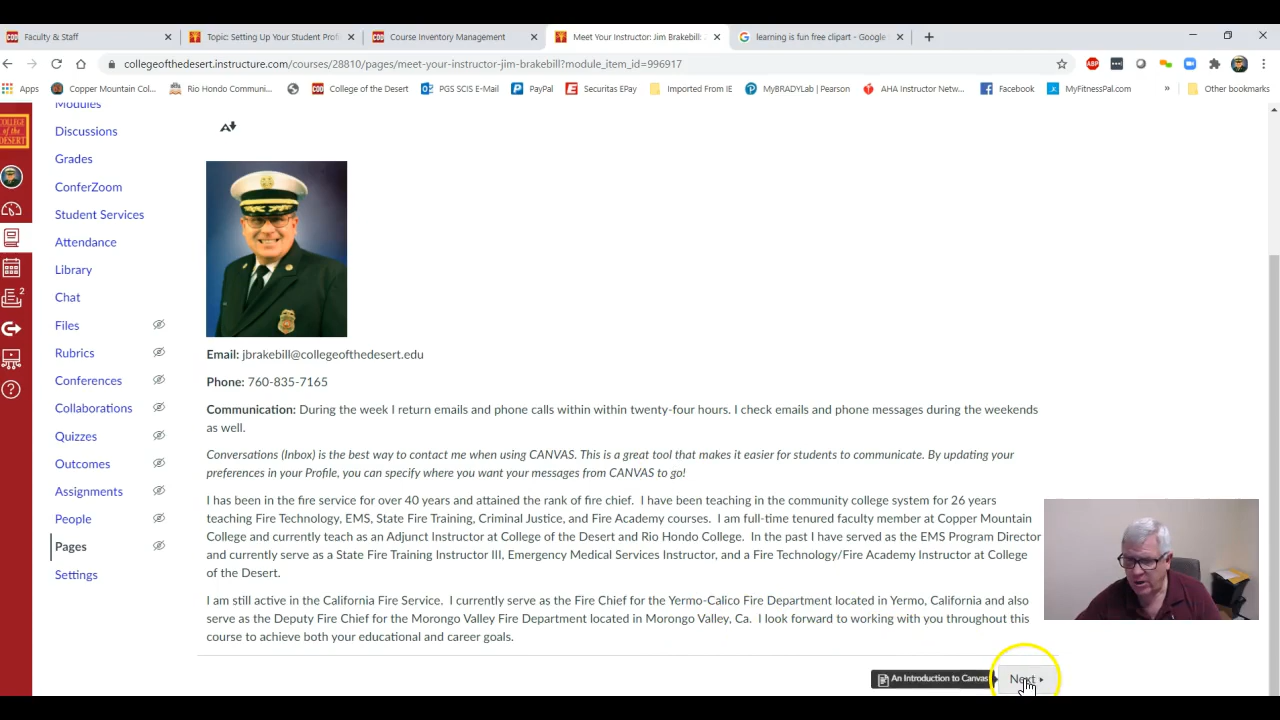 Faculty & Staff
Topic: Setting Up Your Student Prof
Course Inventory Management
Meet Your Instructor: Jim Brakebill:
learning is fun free clipart - Google
collegeofthedesert.instructure.com/courses/28810/pages/meet-your-instructor-jim-brakebill?module_item_id=996917
ABP
Apps
Copper Mountain Col...
Rio Hondo Communi...
College of the Desert
PGS SCIS E-Mail
PayPal
Securitas EPay
Imported From IE
MyBRADYLab | Pearson
AHA Instructor Netw...
Facebook
MyFitnessPal.com
»
Other bookmarks
COLLEGE of the DESERT
2
Modules
Discussions
Grades
ConferZoom
Student Services
Attendance
Library
Chat
Files
Rubrics
Conferences
Collaborations
Quizzes
Outcomes
Assignments
People
Pages
Settings
Email: jbrakebill@collegeofthedesert.edu
Phone: 760-835-7165
Communication: During the week I return emails and phone calls within within twenty-four hours. I check emails and phone messages during the weekends
as well.
Conversations (Inbox) is the best way to contact me when using CANVAS. This is a great tool that makes it easier for students to communicate. By updating your
preferences in your Profile, you can specify where you want your messages from CANVAS to go!
I has been in the fire service for over 40 years and attained the rank of fire chief. I have been teaching in the community college system for 26 years
teaching Fire Technology, EMS, State Fire Training, Criminal Justice, and Fire Academy courses. I am full-time tenured faculty member at Copper Mountain
College and currently teach as an Adjunct Instructor at College of the Desert and Rio Hondo College. In the past I have served as the EMS Program Director
and currently serve as a State Fire Training Instructor III, Emergency Medical Services Instructor, and a Fire Technology/Fire Academy Instructor at College
of the Desert.
I am still active in the California Fire Service. I currently serve as the Fire Chief for the Yermo-Calico Fire Department located in Yermo, California and also
serve as the Deputy Fire Chief for the Morongo Valley Fire Department located in Morongo Valley, Ca. I look forward to working with you throughout this
course to achieve both your educational and career goals.
An Introduction to Canvas
Next ▸